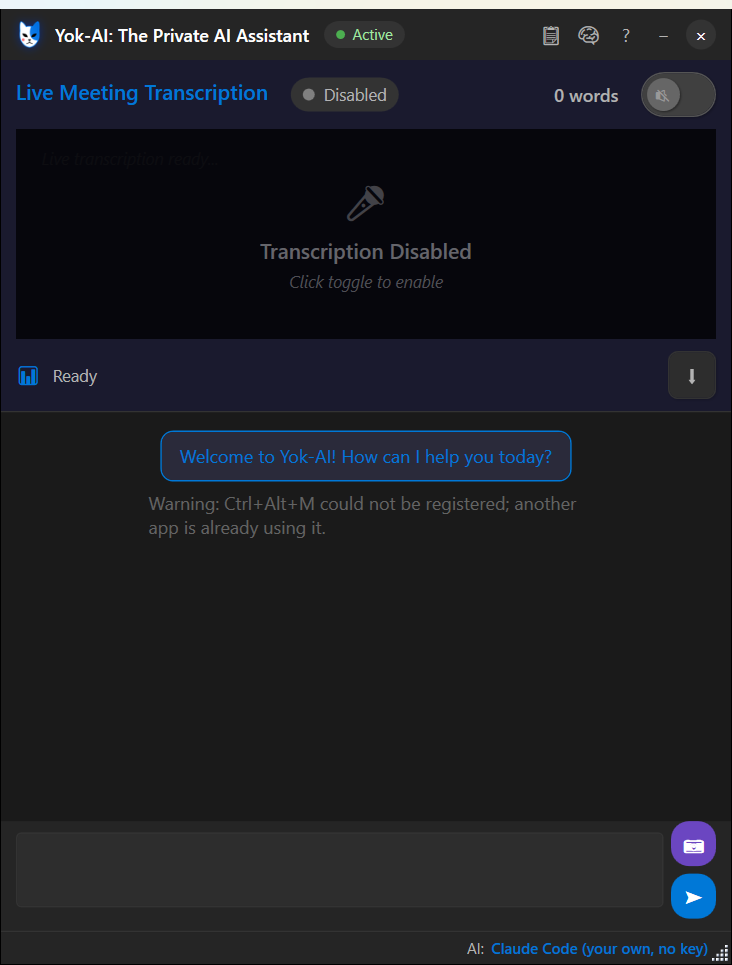 Yok-AI: The Private AI Assistant
Active
?
Live Meeting Transcription
Disabled
0 words
Live transcription ready...
Transcription Disabled
Click toggle to enable
Ready
Welcome to Yok-AI! How can I help you today?
Warning: Ctrl+Alt+M could not be registered; another
app is already using it.
AI: Claude Code (your own, no key)